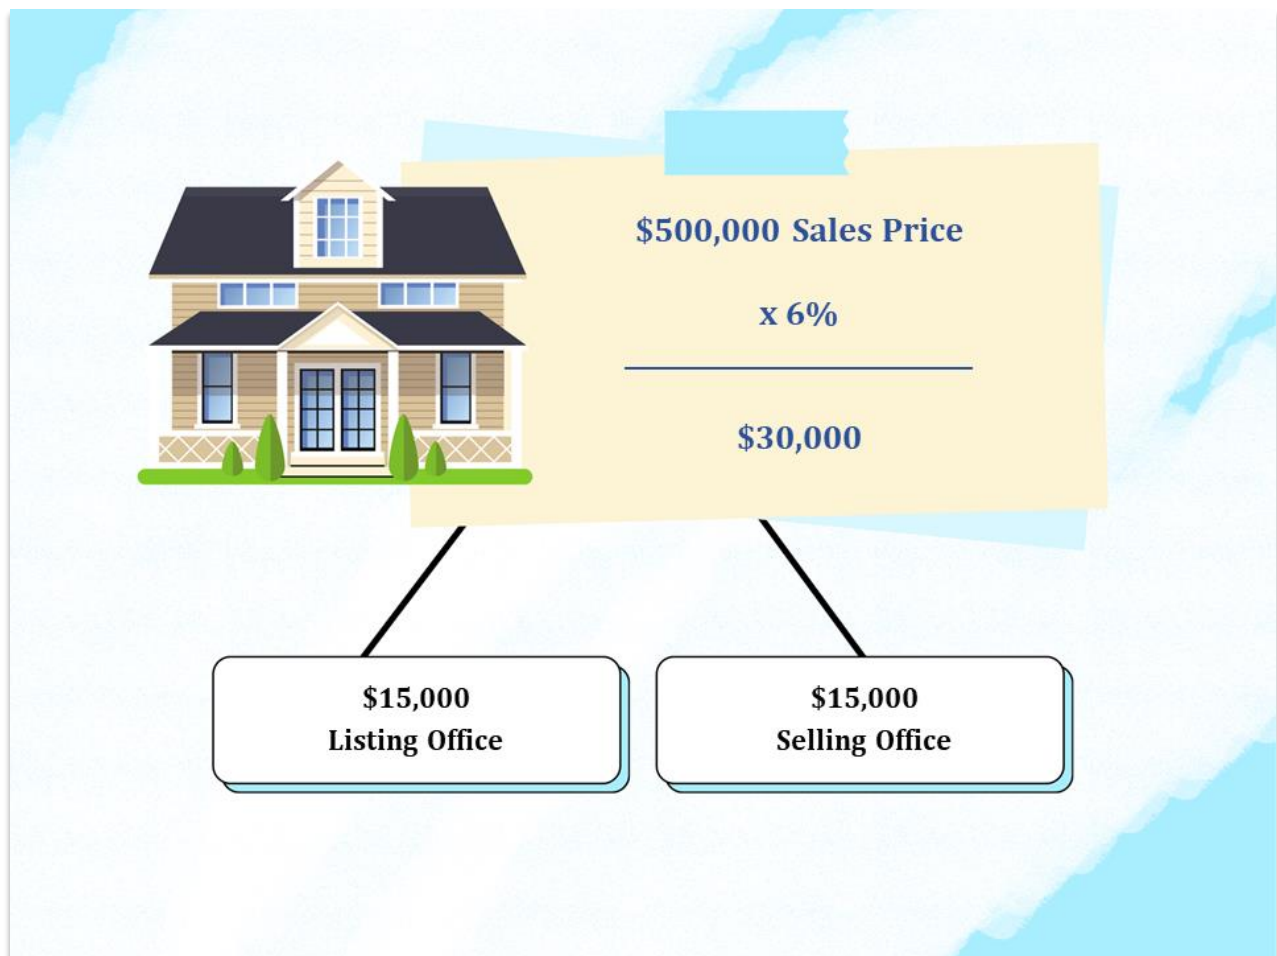 $500,000 Sales Price
x 6%
$30,000
$15,000
Listing Office
$15,000
Selling Office